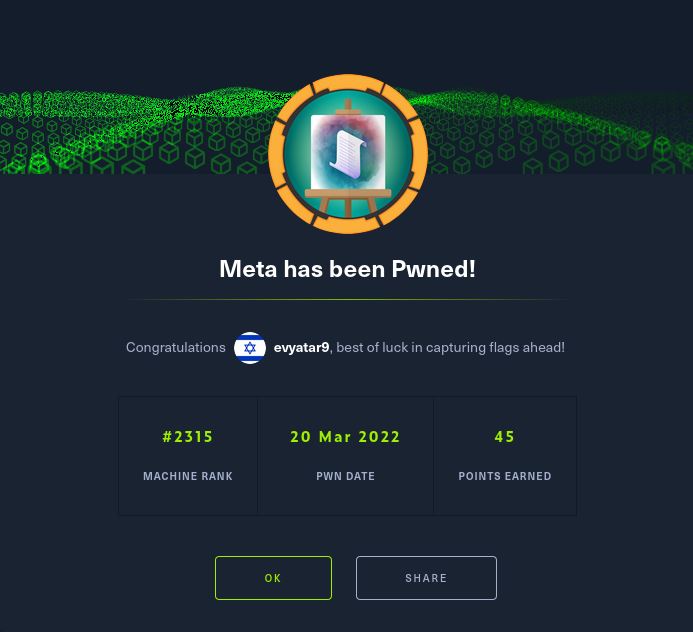 Meta has been Pwned!
Congratulations evyatar9, best of luck in capturing flags ahead!
#2315 20 Mar 2022 45
MACHINE RANK PWN DATE POINTS EARNED
OK SHARE